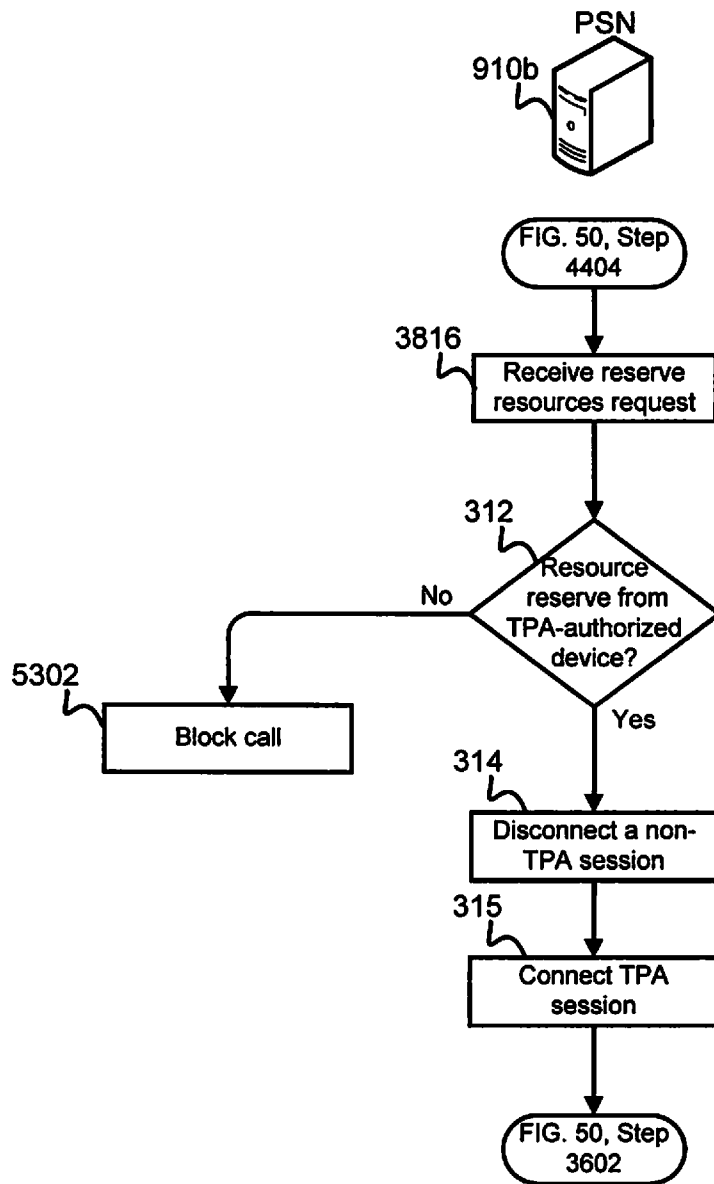 PSN
910b
FIG. 50, Step
4404
3816
Receive reserve
resources request
312
Resource
reserve from
TPA-authorized
device?
No
Yes
5302
Block call
314
Disconnect a non-
TPA session
315
Connect TPA
session
FIG. 50, Step
3602